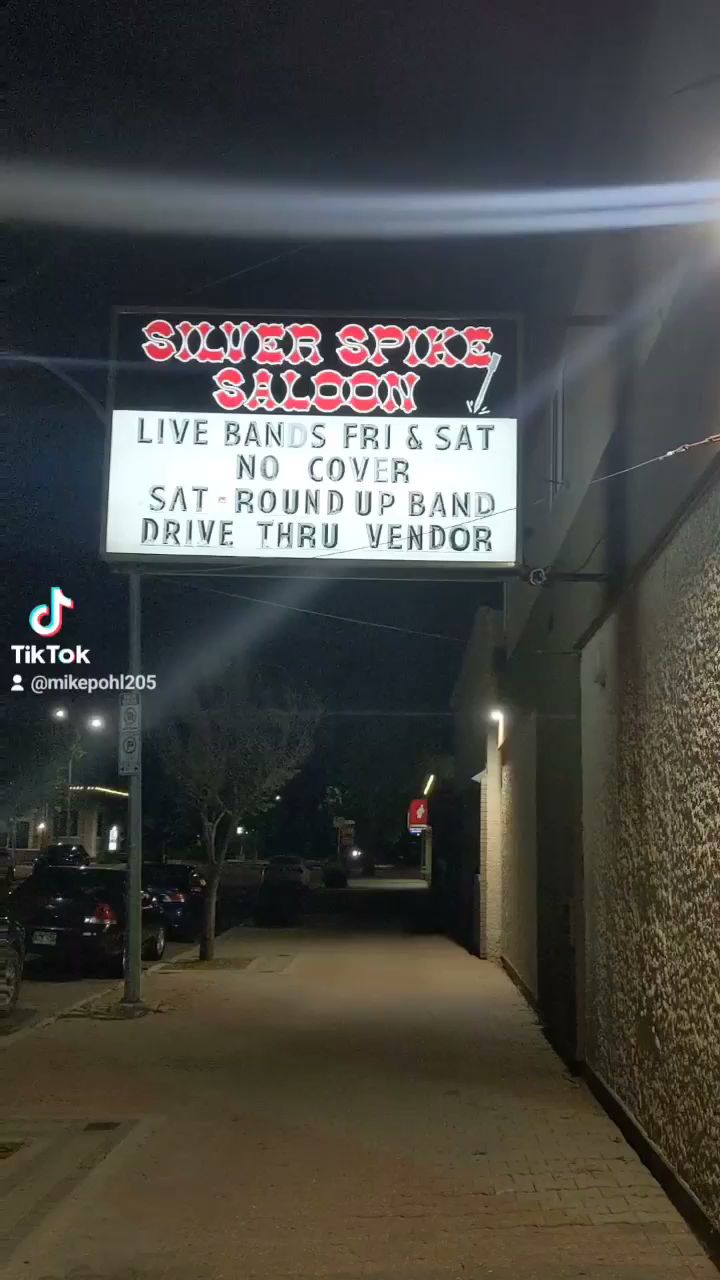 SILVER SPIKE
SALOON
LIVE BANDS FRI & SAT
NO COVER
SAT - ROUND UP BAND
DRIVE THRU VENDOR
TikTok
@mikepohl205
P